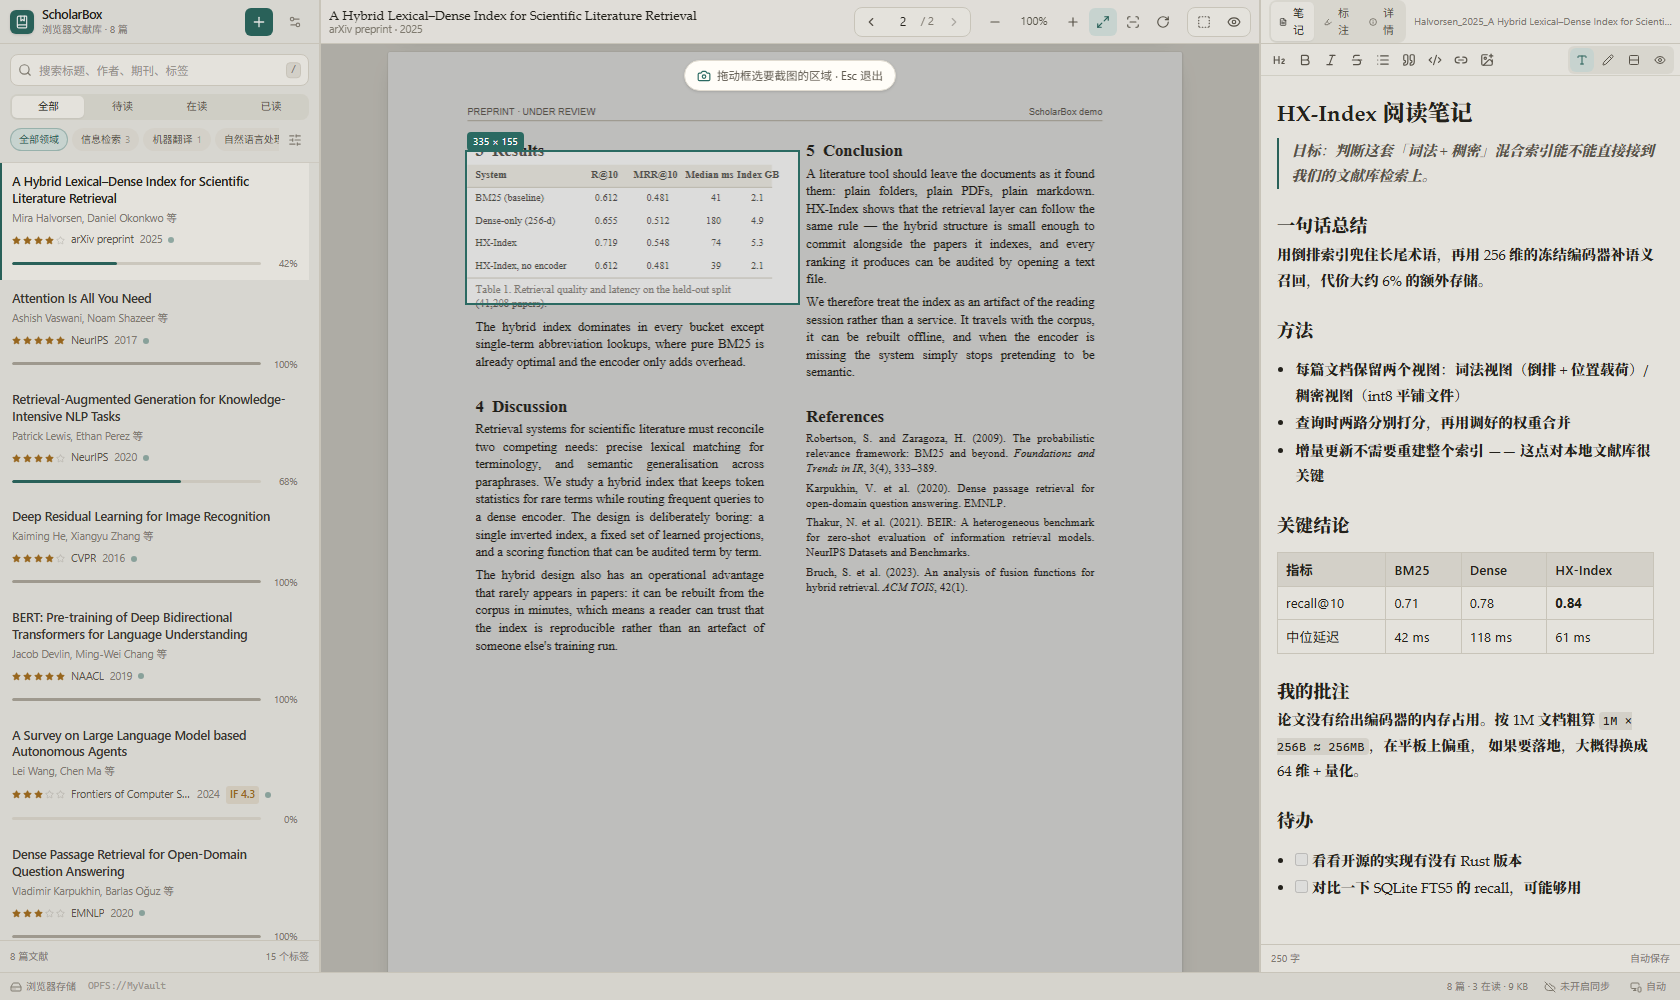 ScholarBox
浏览器文献库 · 8 篇
搜索标题、作者、期刊、标签
/
全部 待读 在读 已读
全部领域 信息检索 3 机器翻译 1 自然语言处理
A Hybrid Lexical–Dense Index for Scientific
Literature Retrieval
Mira Halvorsen, Daniel Okonkwo 等
★★★★☆ arXiv preprint 2025
42%
Attention Is All You Need
Ashish Vaswani, Noam Shazeer 等
★★★★★ NeurIPS 2017
100%
Retrieval-Augmented Generation for Knowledge-
Intensive NLP Tasks
Patrick Lewis, Ethan Perez 等
★★★★☆ NeurIPS 2020
68%
Deep Residual Learning for Image Recognition
Kaiming He, Xiangyu Zhang 等
★★★★☆ CVPR 2016
100%
BERT: Pre-training of Deep Bidirectional
Transformers for Language Understanding
Jacob Devlin, Ming-Wei Chang 等
★★★★★ NAACL 2019
100%
A Survey on Large Language Model based
Autonomous Agents
Lei Wang, Chen Ma 等
★★★☆☆ Frontiers of Computer S... 2024 IF 4.3
0%
Dense Passage Retrieval for Open-Domain
Question Answering
Vladimir Karpukhin, Barlas Oğuz 等
★★★☆☆ EMNLP 2020
100%
8 篇文献 15 个标签
A Hybrid Lexical–Dense Index for Scientific Literature Retrieval
arXiv preprint · 2025
2 / 2 100%
拖动框选要截图的区域 · Esc 退出
PREPRINT · UNDER REVIEW ScholarBox demo
335 × 155
3 Results
System R@10 MRR@10 Median ms Index GB
BM25 (baseline) 0.612 0.481 41 2.1
Dense-only (256-d) 0.655 0.512 180 4.9
HX-Index 0.719 0.548 74 5.3
HX-Index, no encoder 0.612 0.481 39 2.1
Table 1. Retrieval quality and latency on the held-out split
(41,208 papers).
The hybrid index dominates in every bucket except
single-term abbreviation lookups, where pure BM25 is
already optimal and the encoder only adds overhead.
4 Discussion
Retrieval systems for scientific literature must reconcile
two competing needs: precise lexical matching for
terminology, and semantic generalisation across
paraphrases. We study a hybrid index that keeps token
statistics for rare terms while routing frequent queries to
a dense encoder. The design is deliberately boring: a
single inverted index, a fixed set of learned projections,
and a scoring function that can be audited term by term.
The hybrid design also has an operational advantage
that rarely appears in papers: it can be rebuilt from the
corpus in minutes, which means a reader can trust that
the index is reproducible rather than an artefact of
someone else's training run.
5 Conclusion
A literature tool should leave the documents as it found
them: plain folders, plain PDFs, plain markdown.
HX-Index shows that the retrieval layer can follow the
same rule — the hybrid structure is small enough to
commit alongside the papers it indexes, and every
ranking it produces can be audited by opening a text
file.
We therefore treat the index as an artifact of the reading
session rather than a service. It travels with the corpus,
it can be rebuilt offline, and when the encoder is
missing the system simply stops pretending to be
semantic.
References
Robertson, S. and Zaragoza, H. (2009). The probabilistic
relevance framework: BM25 and beyond. Foundations and
Trends in IR, 3(4), 333–389.
Karpukhin, V. et al. (2020). Dense passage retrieval for
open-domain question answering. EMNLP.
Thakur, N. et al. (2021). BEIR: A heterogeneous benchmark
for zero-shot evaluation of information retrieval models.
NeurIPS Datasets and Benchmarks.
Bruch, S. et al. (2023). An analysis of fusion functions for
hybrid retrieval. ACM TOIS, 42(1).
笔记 标注 详情 Halvorsen_2025_A Hybrid Lexical–Dense Index for Scienti...
H2 B I S T
HX-Index 阅读笔记
目标：判断这套「词法 + 稠密」混合索引能不能直接接到
我们的文献库检索上。
一句话总结
用倒排索引兜住长尾术语，再用 256 维的冻结编码器补语义
召回，代价大约 6% 的额外存储。
方法
• 每篇文档保留两个视图：词法视图（倒排 + 位置载荷）/
稠密视图（int8 平铺文件）
• 查询时两路分别打分，再用调好的权重合并
• 增量更新不需要重建整个索引 —— 这点对本地文献库很
关键
关键结论
指标 BM25 Dense HX-Index
recall@10 0.71 0.78 0.84
中位延迟 42 ms 118 ms 61 ms
我的批注
论文没有给出编码器的内存占用。按 1M 文档粗算 1M ×
256B ≈ 256MB，在平板上偏重，如果要落地，大概得换成
64 维 + 量化。
待办
• 看看开源的实现有没有 Rust 版本
• 对比一下 SQLite FTS5 的 recall，可能够用
250 字 自动保存
浏览器存储 OPFS://MyVault
8 篇 · 3 在读 · 9 KB 未开启同步 自动